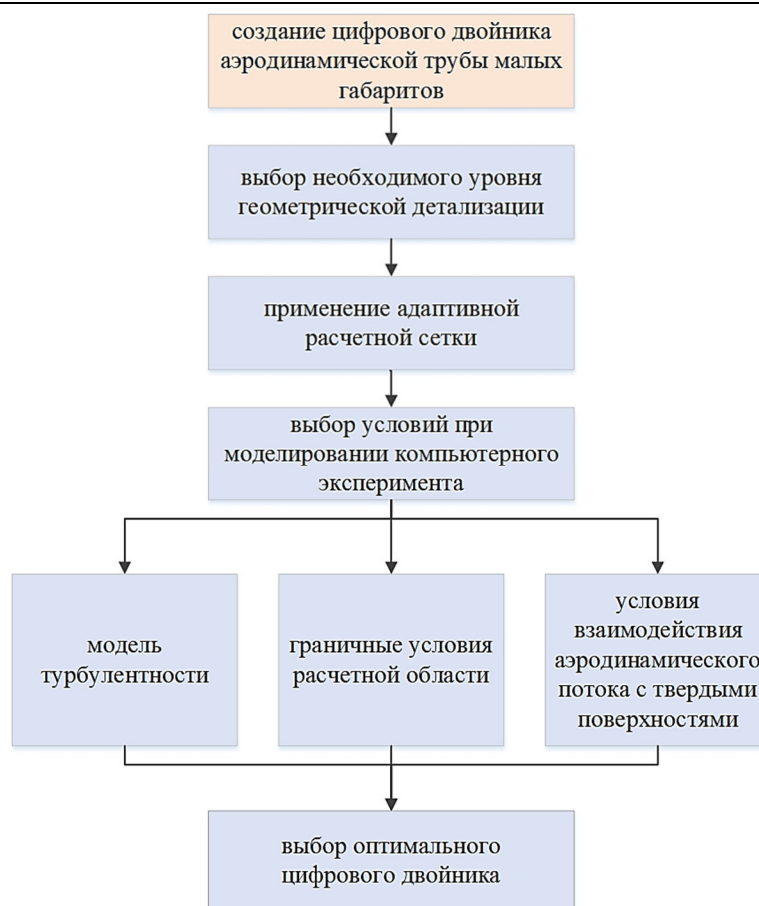 создание цифрового двойника
аэродинамической трубы малых
габаритов
выбор необходимого уровня
геометрической детализации
применение адаптивной
расчетной сетки
выбор условий при
моделировании компьютерного
эксперимента
модель
турбулентности
граничные условия
расчетной области
условия
взаимодействия
аэродинамического
потока с твердыми
поверхностями
выбор оптимального
цифрового двойника